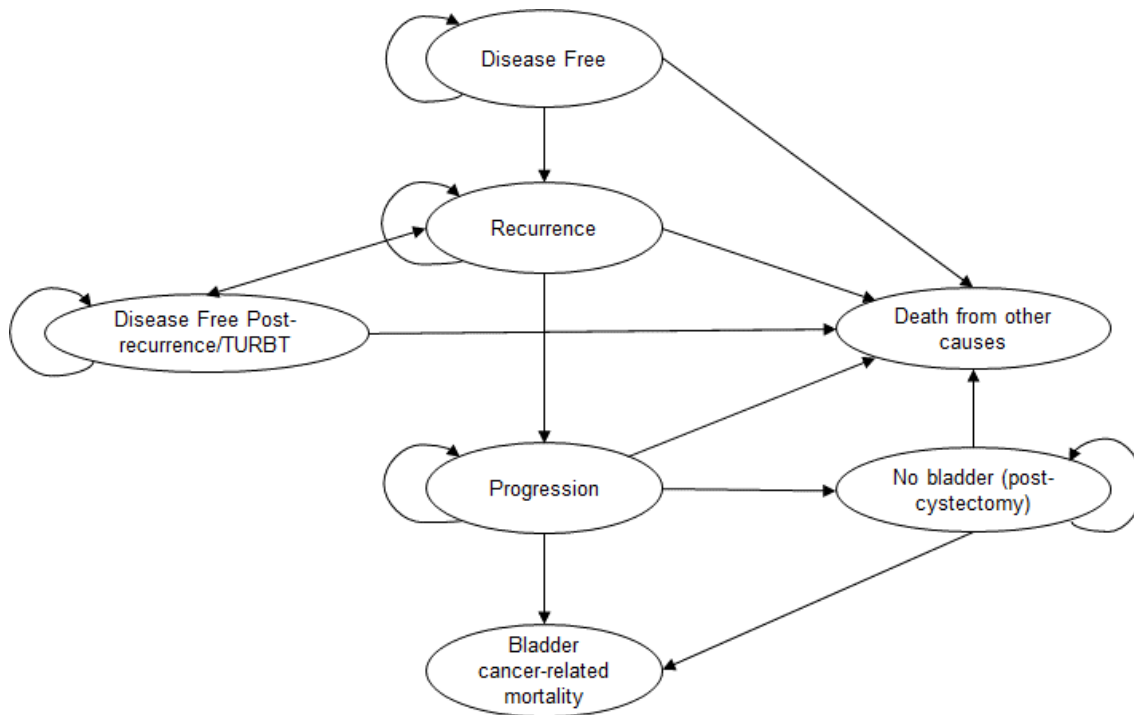 Disease Free
Recurrence
Disease Free Post-
recurrence/TURBT
Death from other
causes
Progression
No bladder (post-
cystectomy)
Bladder
cancer-related
mortality